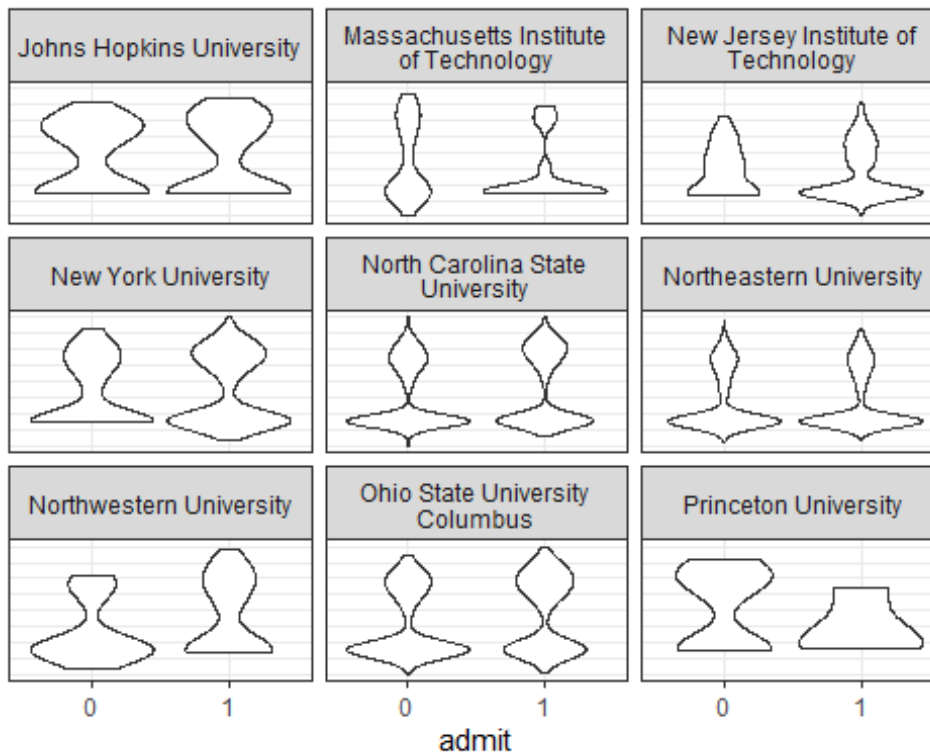 Johns Hopkins University
Massachusetts Institute
of Technology
New Jersey Institute of
Technology
New York University
North Carolina State
University
Northeastern University
Northwestern University
Ohio State University
Columbus
Princeton University
0 1 0 1 0 1
admit